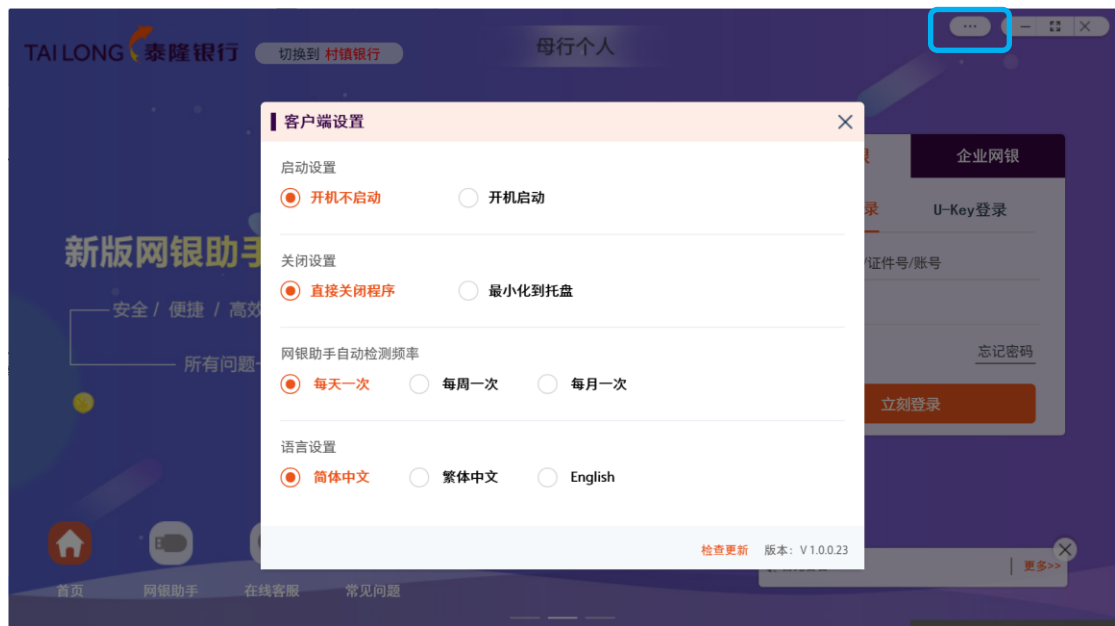 TAILONG 泰隆银行 切换到 村镇银行
母行个人
···
客户端设置
启动设置
开机不启动 开机启动
关闭设置
直接关闭程序 最小化到托盘
网银助手自动检测频率
每天一次 每周一次 每月一次
语言设置
简体中文 繁体中文 English
检查更新 版本: V 1.0.0.23
企业网银
录 U-Key登录
/证件号/账号
忘记密码
立刻登录
新版网银助手
安全 / 便捷 / 高效
所有问题一
更多>>
首页 网银助手 在线客服 常见问题